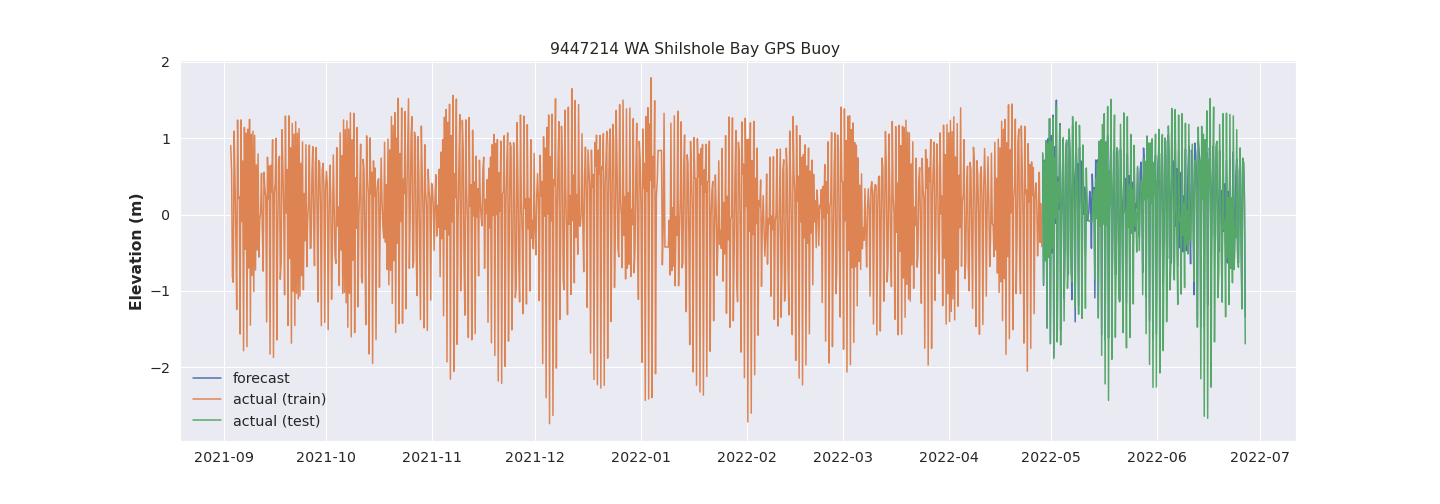 9447214 WA Shilshole Bay GPS Buoy
Elevation (m)
2
1
0
−1
−2
forecast
actual (train)
actual (test)
2021-09 2021-10 2021-11 2021-12 2022-01 2022-02 2022-03 2022-04 2022-05 2022-06 2022-07